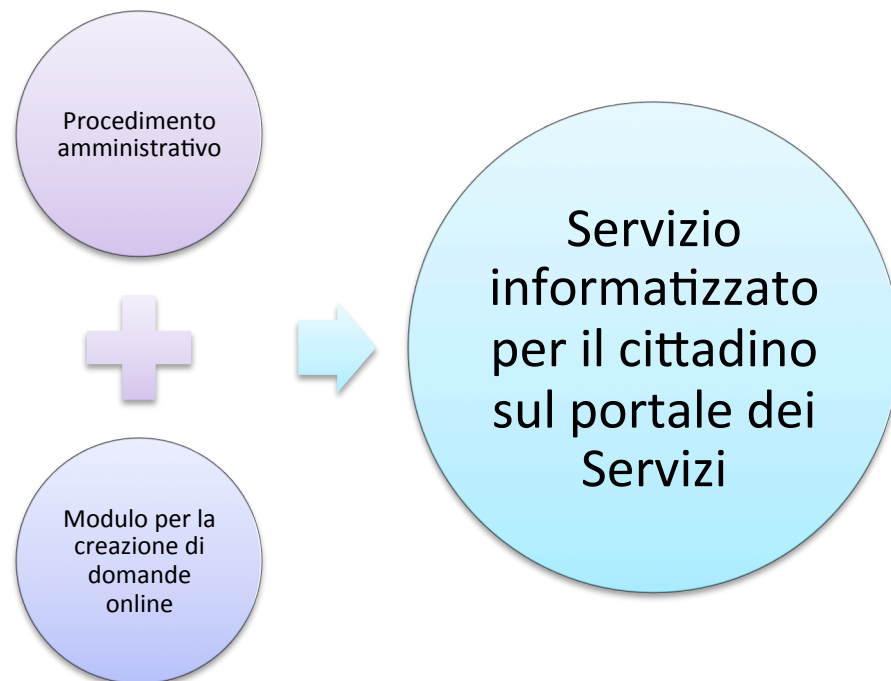 Procedimento
amministrativo
Modulo per la
creazione di
domande
online
Servizio
informatizzato
per il cittadino
sul portale dei
Servizi